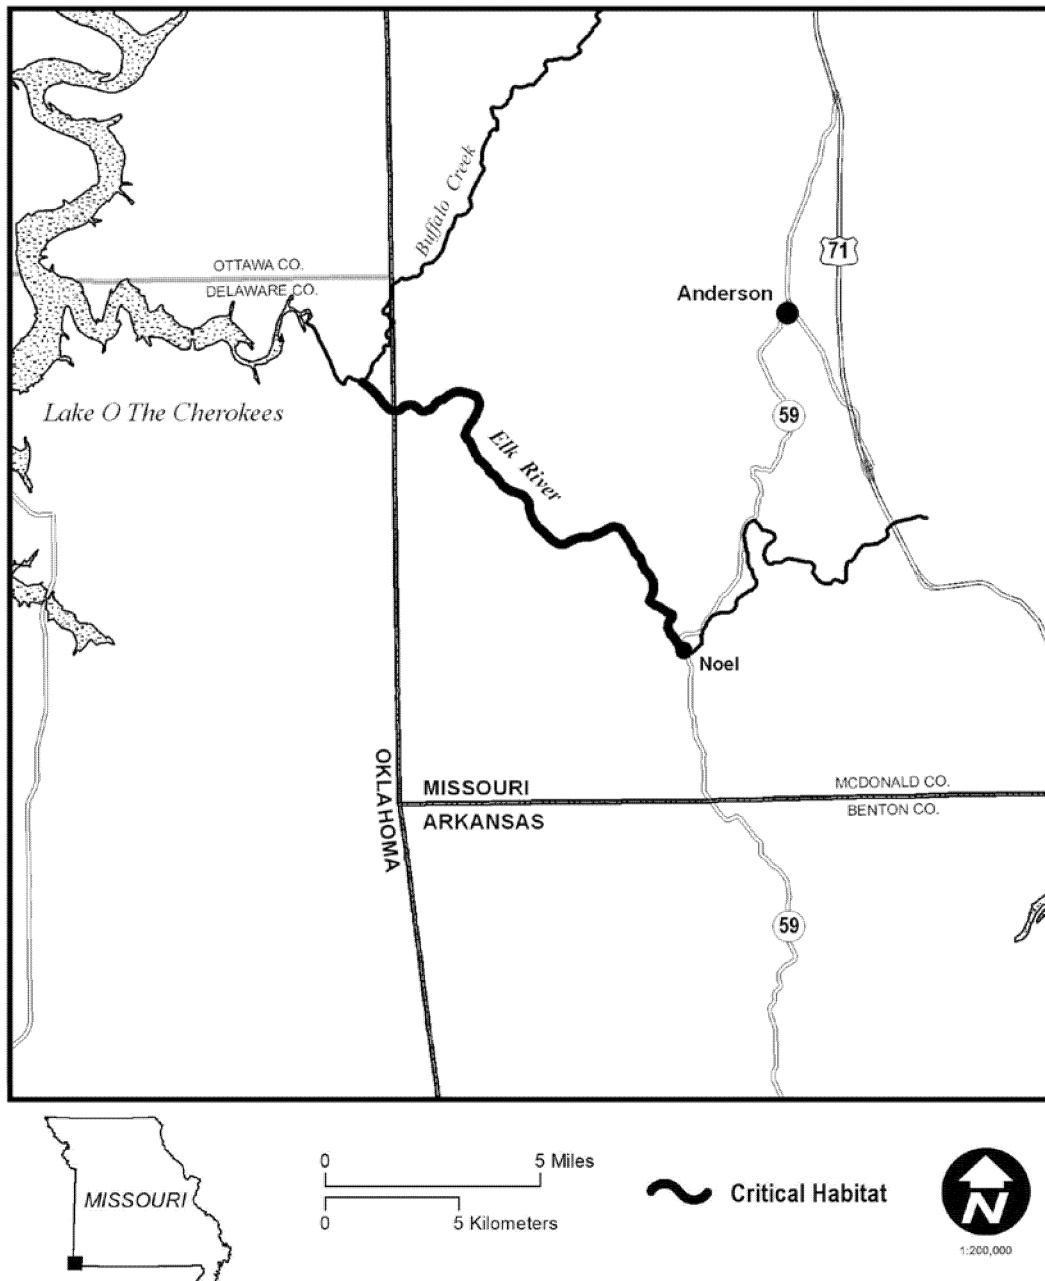 Buffalo Creek
OTTAWA CO.
DELAWARE CO.
71
Anderson
Lake O The Cherokees
59
Elk River
Noel
OKLAHOMA
MISSOURI
ARKANSAS
MCDONALD CO.
BENTON CO.
59
MISSOURI
0 5 Miles
0 5 Kilometers
Critical Habitat
N
1:200,000